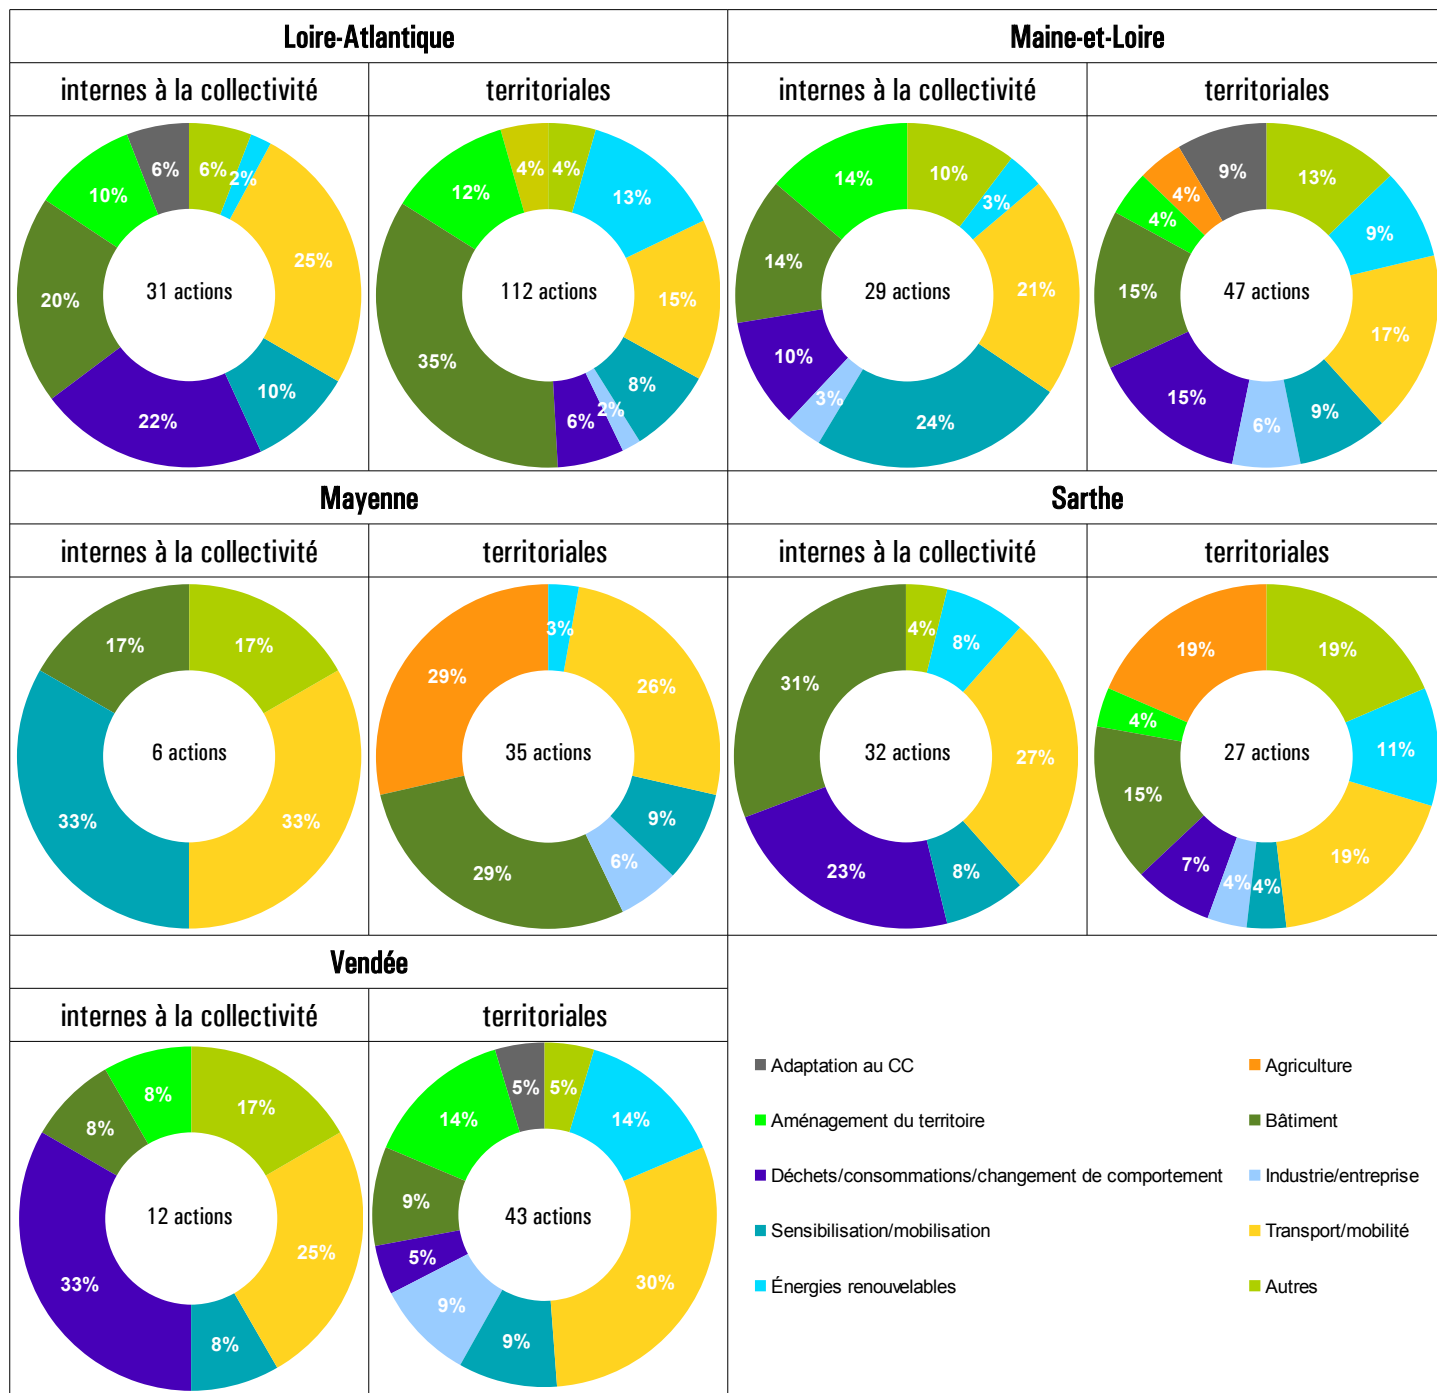 Loire-Atlantique
Maine-et-Loire
internes à la collectivité
territoriales
internes à la collectivité
territoriales
6%
6%
2%
25%
10%
22%
20%
10%
31 actions
4%
4%
13%
15%
8%
2%
6%
35%
12%
112 actions
10%
3%
21%
24%
3%
10%
14%
14%
29 actions
9%
13%
9%
17%
9%
6%
15%
15%
4%
4%
47 actions
Mayenne
Sarthe
internes à la collectivité
territoriales
internes à la collectivité
territoriales
17%
17%
33%
33%
6 actions
3%
26%
9%
6%
29%
29%
35 actions
4%
8%
27%
8%
23%
31%
32 actions
19%
19%
11%
19%
4%
4%
7%
15%
4%
27 actions
Vendée
internes à la collectivité
territoriales
8%
17%
25%
8%
33%
8%
12 actions
5%
5%
14%
30%
9%
9%
5%
9%
14%
43 actions
Adaptation au CC
Agriculture
Aménagement du territoire
Bâtiment
Déchets/consommations/changement de comportement
Industrie/entreprise
Sensibilisation/mobilisation
Transport/mobilité
Énergies renouvelables
Autres